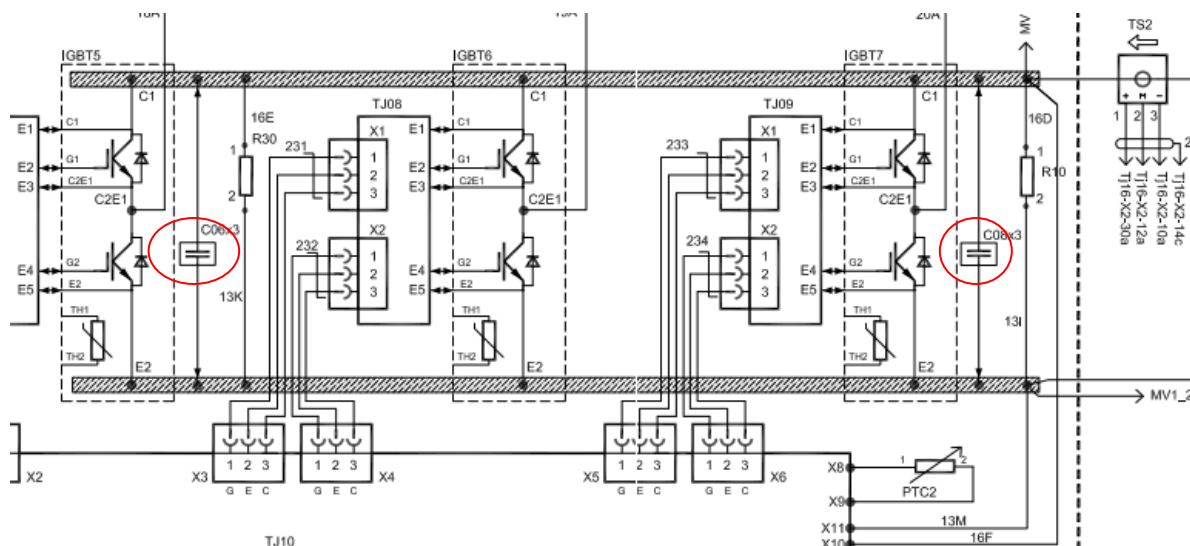 18A
19A
20A
MV
TS2
IGBT5
IGBT6
IGBT7
C1
TJ08
C1
TJ09
C1
+ M −
1 2 3
2
16E
R30
16D
R10
E1 C1
231
X1
E1 C1
233
X1
E1 C1
1
1
1
1
E2 G1
2
E2 G1
2
E2 G1
E3 C2E1
2
3
E3 C2E1
3
E3 C2E1
2
C2E1
C2E1
C2E1
Tj16-X2-30a
Tj16-X2-12a
Tj16-X2-10a
Tj16-X2-14c
C06x3
232
X2
234
X2
C08x3
1
1
E4 G2
2
E4 G2
2
E4 G2
E5 E2
13K
3
E5 E2
3
E5 E2
TH1
TH1
TH1
13I
TH2
TH2
TH2
E2
E2
E2
MV1_2
X2
X3 1 2 3
1 2 3 X4
X5 1 2 3
1 2 3 X6
G E C
G E C
G E C
G E C
X8 1 2
PTC2
X9
X11 13M
X10 16F
TJ10